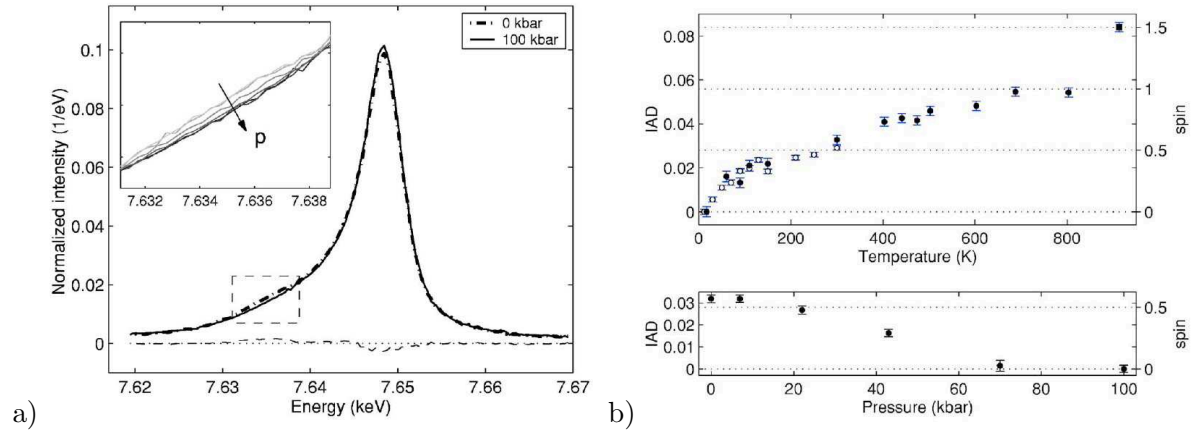 0 kbar
100 kbar
p
7.632 7.634 7.636 7.638
0.1
0.08
0.06
0.04
0.02
0
Normalized intensity (1/eV)
7.62 7.63 7.64 7.65 7.66 7.67
Energy (keV)
a)
0.08
0.06
0.04
0.02
0
IAD
1.5
1
0.5
0
spin
0 200 400 600 800
Temperature (K)
0.03
0.02
0.01
0.00
IAD
0.5
0
spin
0 20 40 60 80 100
Pressure (kbar)
b)